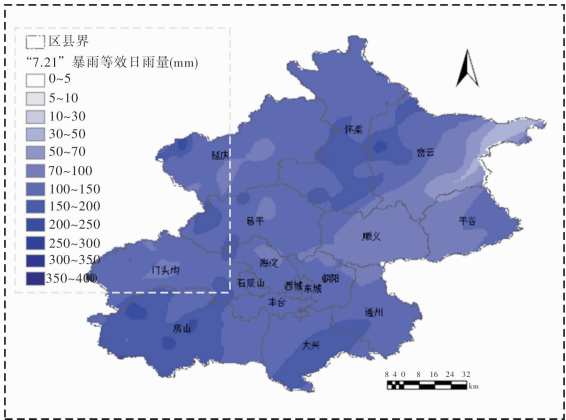 区县界
“7.21”暴雨等效日雨量(mm)
0~5
5~10
10~30
30~50
50~70
70~100
100~150
150~200
200~250
250~300
300~350
350~400
怀柔
延庆
密云
昌平
平谷
顺义
海淀
门头沟
朝阳
石景山
西城
东城
丰台
通州
房山
大兴
8 4 0 8 16 24 32
km